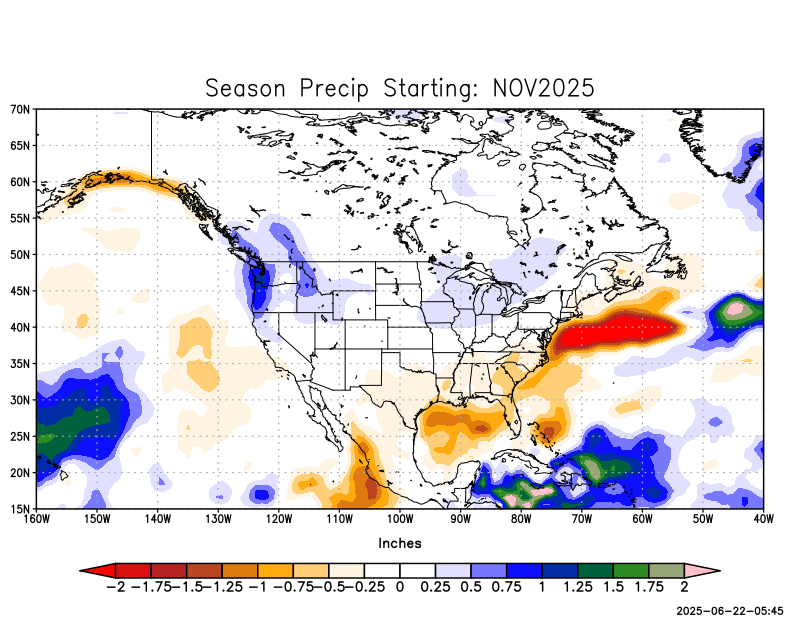 Season Precip Starting: NOV2025
70N
65N
60N
55N
50N
45N
40N
35N
30N
25N
20N
15N
160W 150W 140W 130W 120W 110W 100W 90W 80W 70W 60W 50W 40W
Inches
−2 −1.75 −1.5 −1.25 −1 −0.75 −0.5 −0.25 0 0.25 0.5 0.75 1 1.25 1.5 1.75 2
2025-06-22-05:45